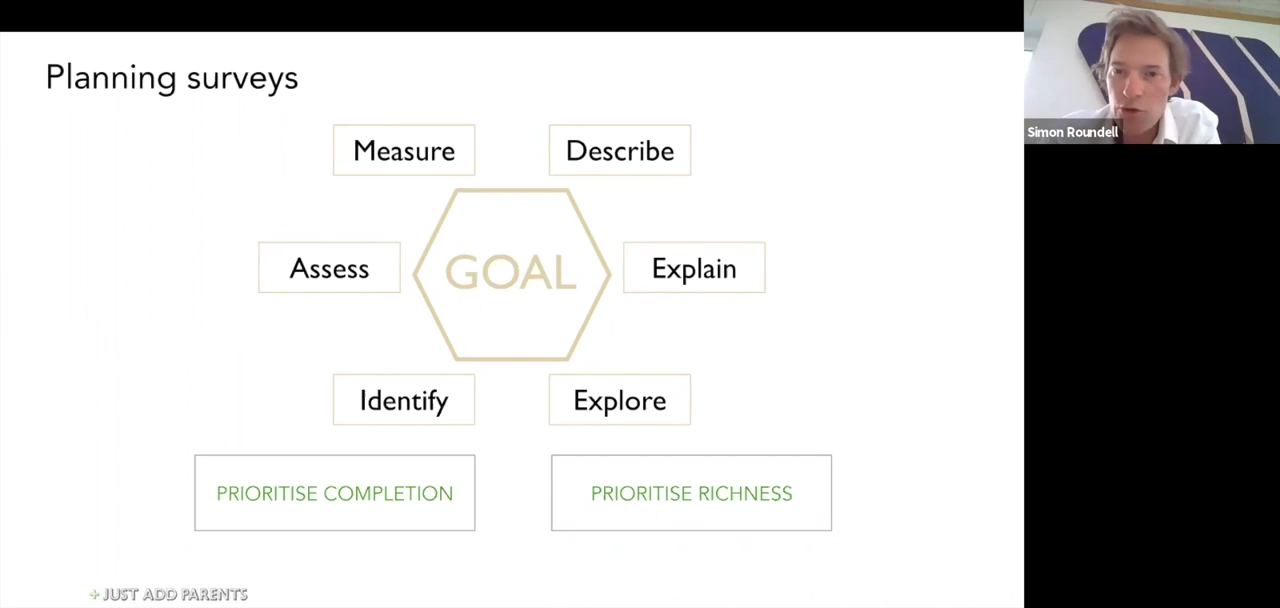 Planning surveys
Measure
Describe
Assess
GOAL
Explain
Identify
Explore
PRIORITISE COMPLETION
PRIORITISE RICHNESS
+ JUST ADD PARENTS
Simon Roundell